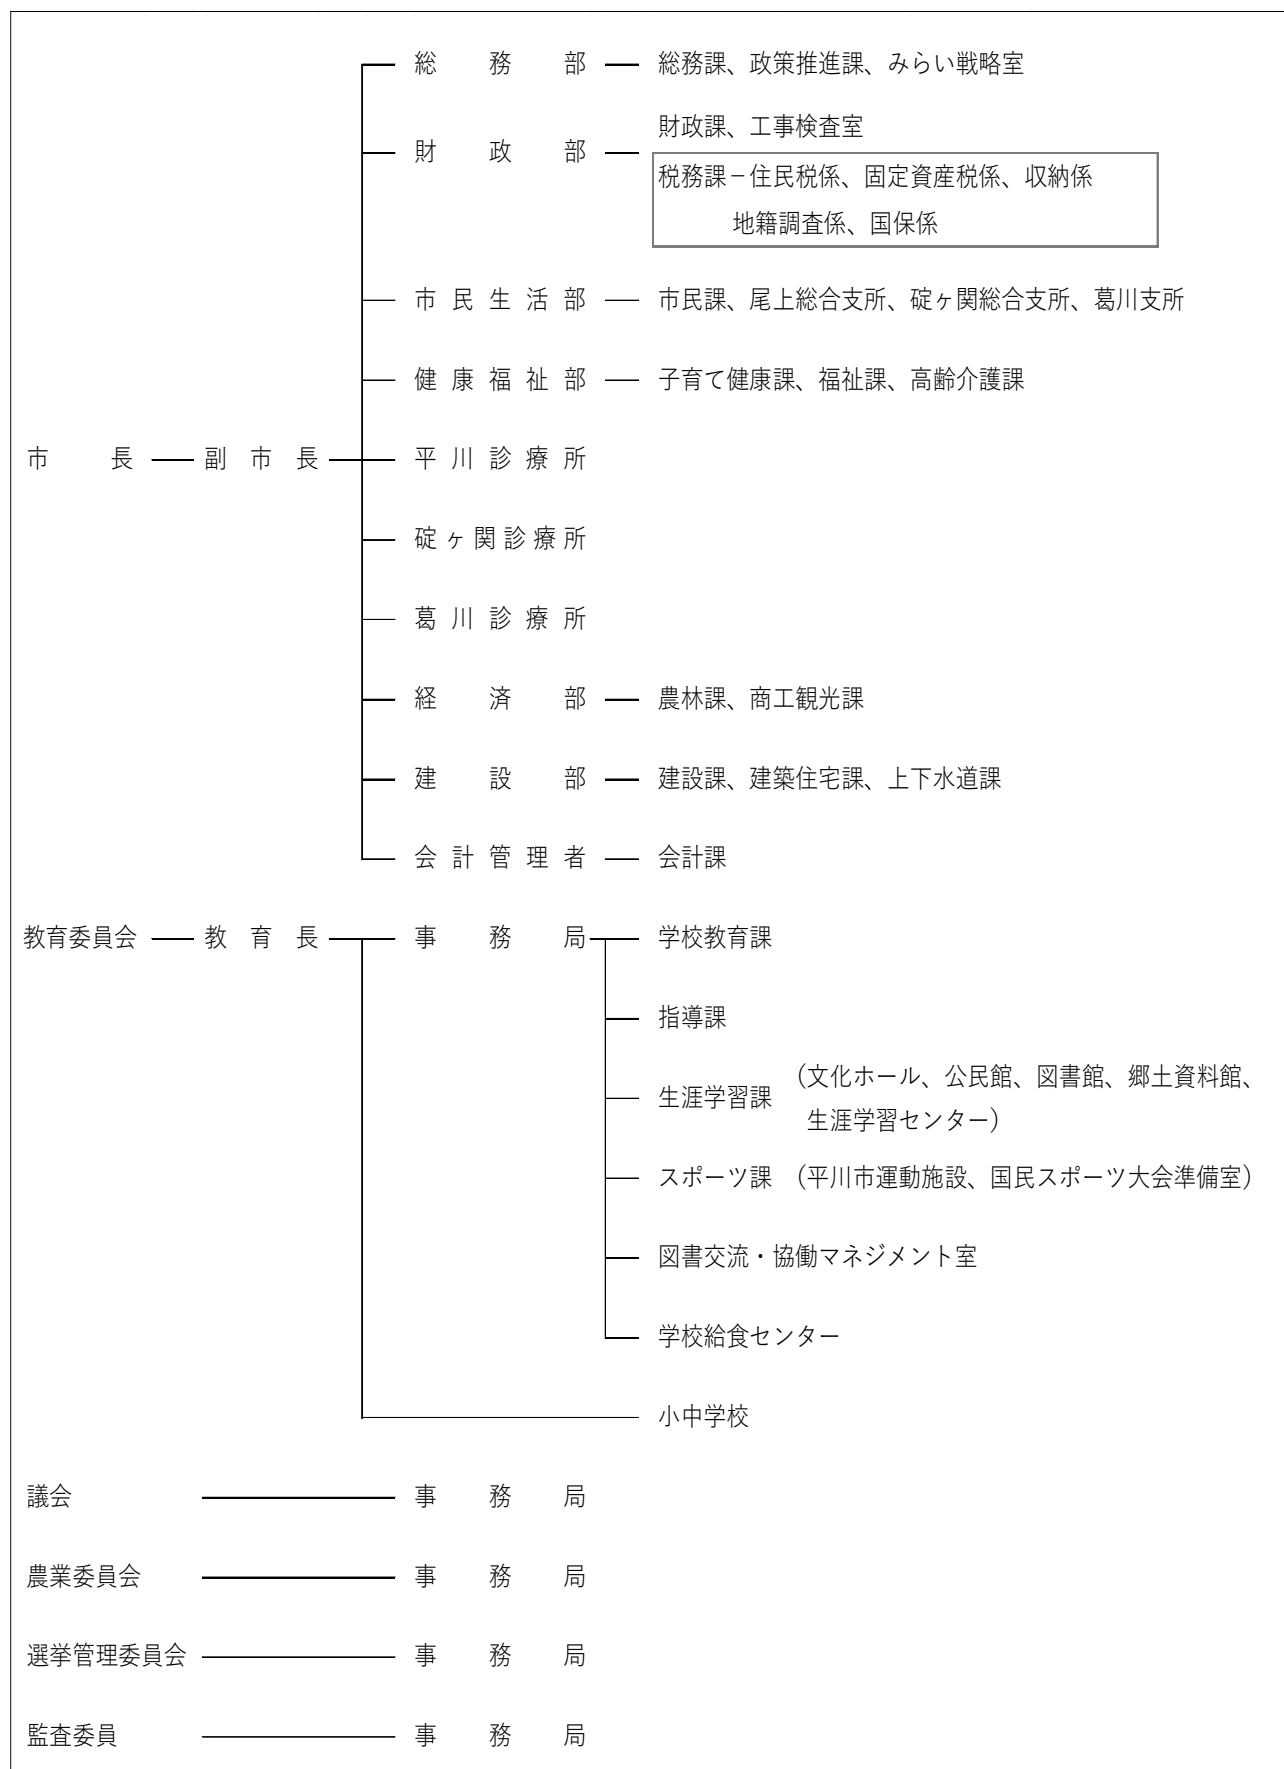 総務部 総務課、政策推進課、みらい戦略室
財政課、工事検査室
財政部
税務課－住民税係、固定資産税係、収納係
地籍調査係、国保係
市民生活部 市民課、尾上総合支所、碇ヶ関総合支所、葛川支所
健康福祉部 子育て健康課、福祉課、高齢介護課
市長 副市長 平川診療所
碇ヶ関診療所
葛川診療所
経済部 農林課、商工観光課
建設部 建設課、建築住宅課、上下水道課
会計管理者 会計課
教育委員会 教育長 事務局 学校教育課
指導課
生涯学習課 （文化ホール、公民館、図書館、郷土資料館、
生涯学習センター）
スポーツ課 （平川市運動施設、国民スポーツ大会準備室）
図書交流・協働マネジメント室
学校給食センター
小中学校
議会 事務局
農業委員会 事務局
選挙管理委員会 事務局
監査委員 事務局